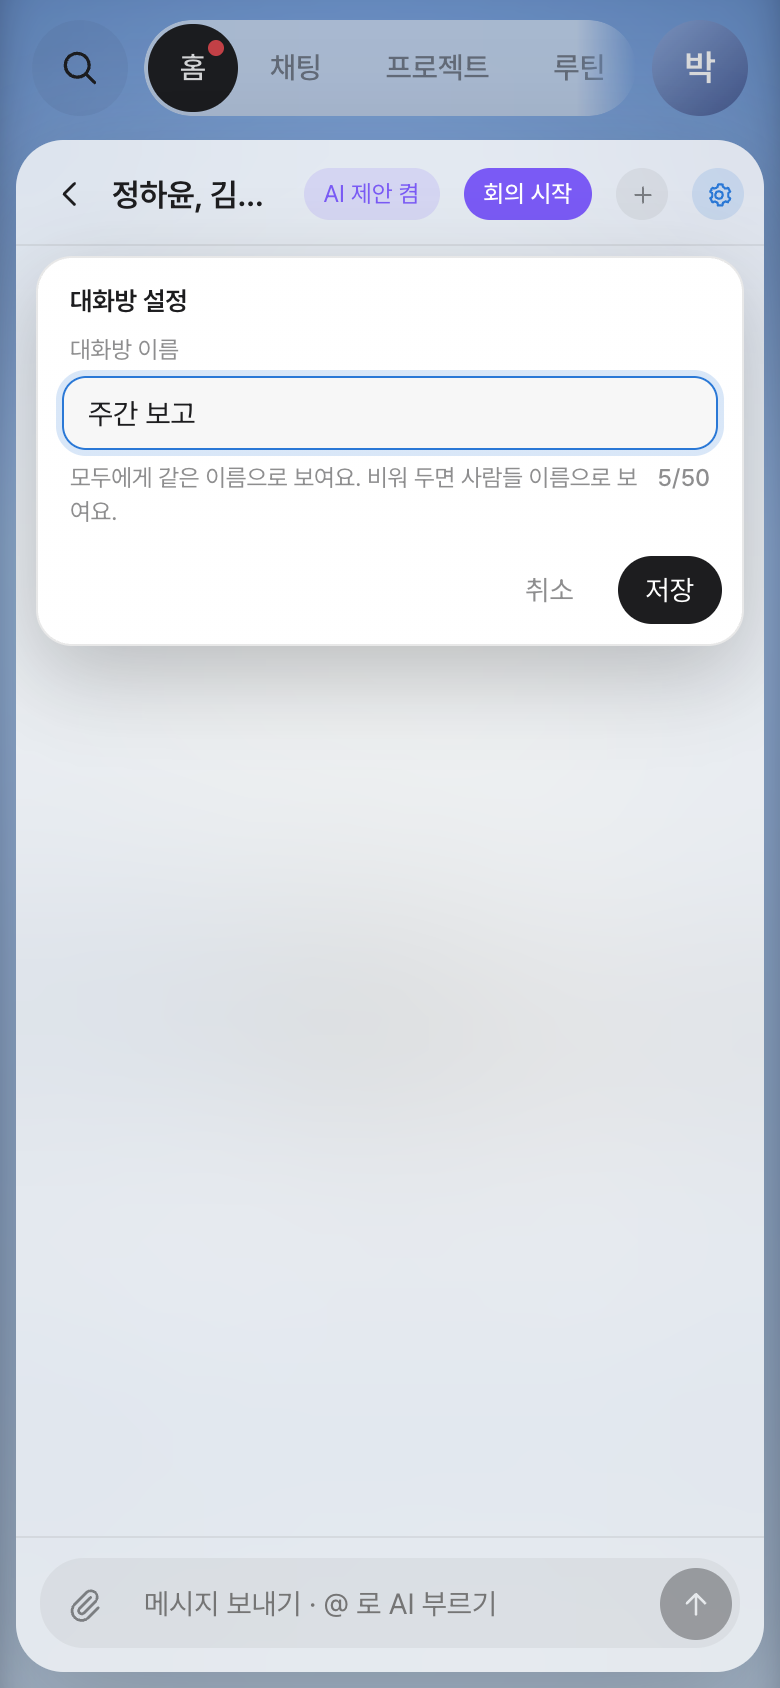 홈
채팅
프로젝트
루틴
박
정하윤, 김...
AI 제안 켬
회의 시작
대화방 설정
대화방 이름
주간 보고
모두에게 같은 이름으로 보여요. 비워 두면 사람들 이름으로 보
여요.
5/50
취소
저장
메시지 보내기 · @ 로 AI 부르기